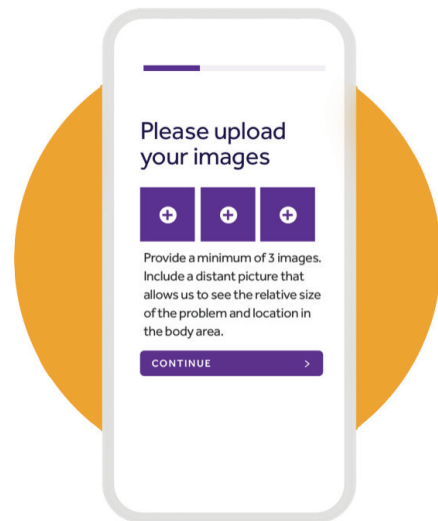 Please upload
your images
Provide a minimum of 3 images.
Include a distant picture that
allows us to see the relative size
of the problem and location in
the body area.
CONTINUE